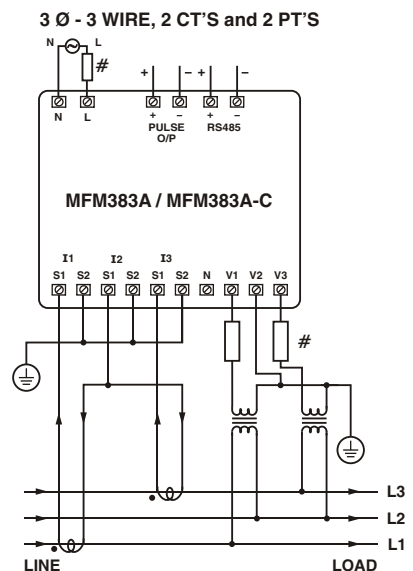 3 Ø - 3 WIRE, 2 CT'S and 2 PT'S
N L
#
+ – + –
N L + – + –
PULSE O/P RS485
MFM383A / MFM383A-C
I1 I2 I3
S1 S2 S1 S2 S1 S2 N V1 V2 V3
#
L3
L2
L1
LINE LOAD